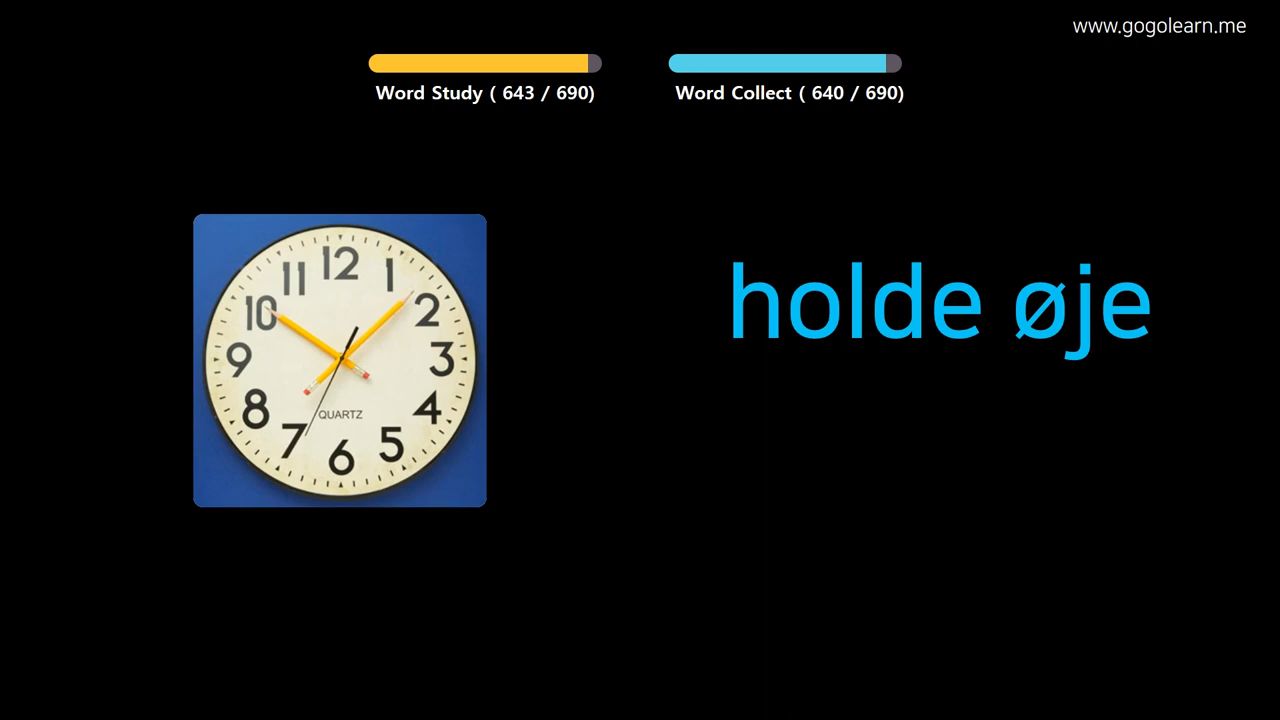 www.gogolearn.me
Word Study ( 643 / 690)
Word Collect ( 640 / 690)
holde øje
12
1
2
3
4
5
6
7
8
9
10
11
QUARTZ